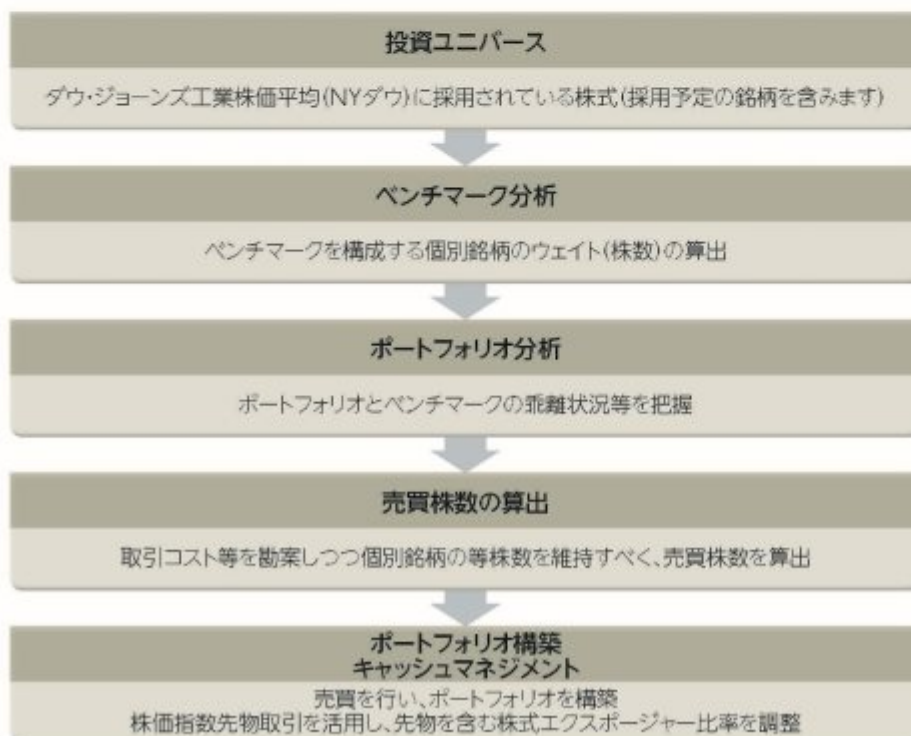 投資ユニバース
ダウ・ジョーンズ工業株価平均(NYダウ)に採用されている株式(採用予定の銘柄を含みます)
ベンチマーク分析
ベンチマークを構成する個別銘柄のウェイト(株数)の算出
ポートフォリオ分析
ポートフォリオとベンチマークの乖離状況等を把握
売買株数の算出
取引コスト等を勘案しつつ個別銘柄の等株数を維持すべく、売買株数を算出
ポートフォリオ構築
キャッシュマネジメント
売買を行い、ポートフォリオを構築
株価指数先物取引を活用し、先物を含む株式エクスポージャー比率を調整